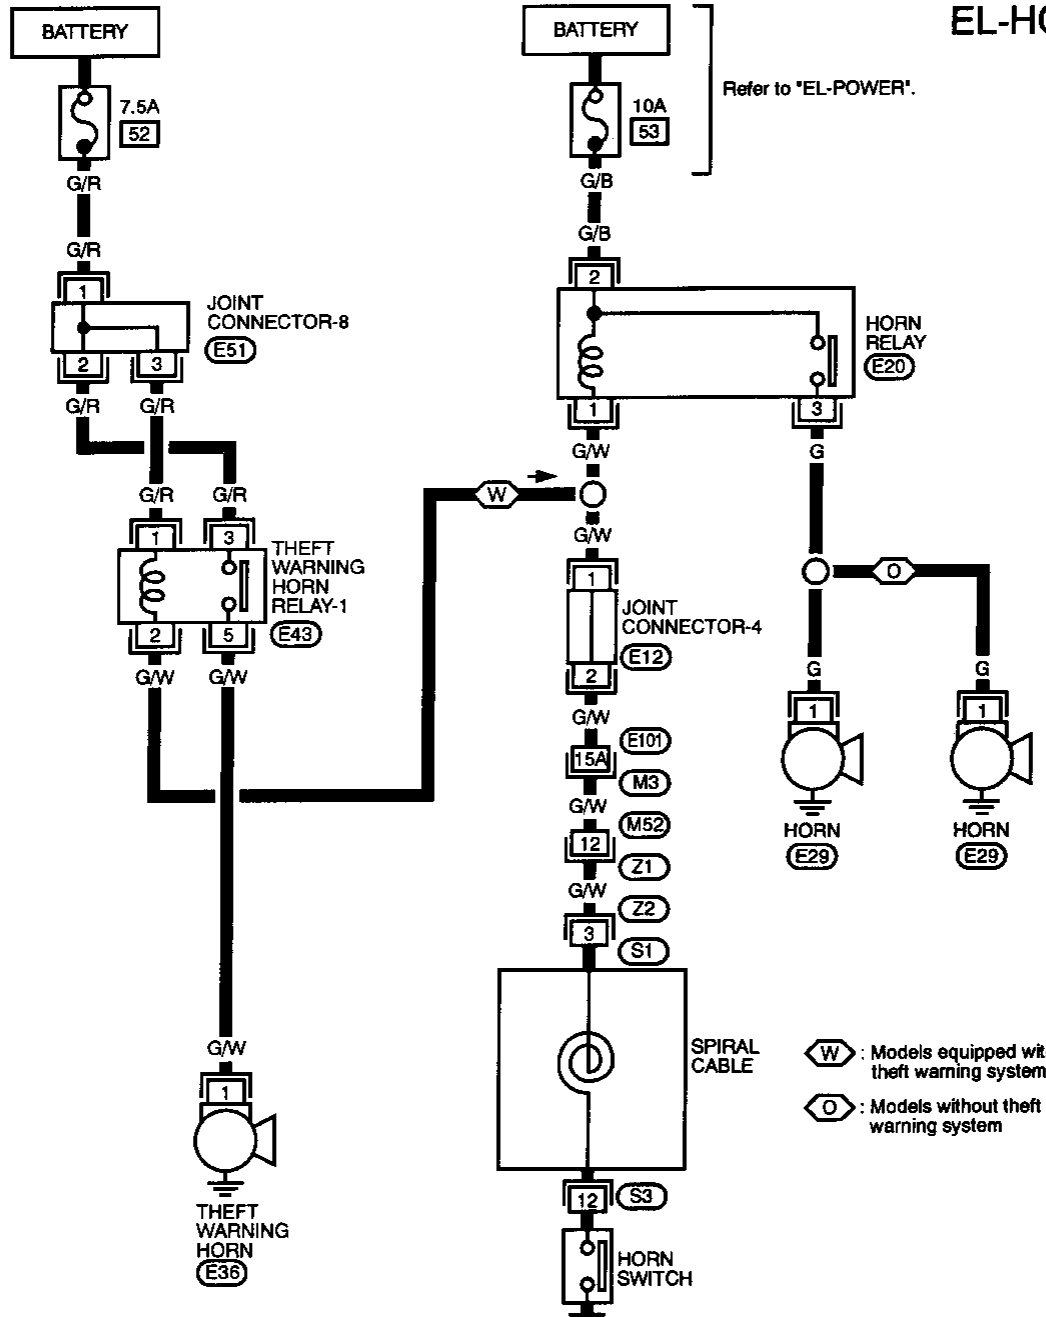 EL-HO
BATTERY
BATTERY
Refer to "EL-POWER".
7.5A
52
10A
53
G/R
G/B
G/R
G/B
1
2
JOINT
CONNECTOR-8
E51
HORN
RELAY
E20
2
3
1
3
G/R
G/R
G/W
G
G/R
G/R
W
G/W
1
3
THEFT
WARNING
HORN
RELAY-1
E43
1
JOINT
CONNECTOR-4
E12
O
2
5
2
G/W
G/W
G/W
G
G
15A
E101
M3
1
1
G/W
M52
HORN
E29
HORN
E29
12
Z1
G/W
Z2
3
S1
G/W
1
SPIRAL
CABLE
W : Models equipped wit
theft warning system
O : Models without theft
warning system
THEFT
WARNING
HORN
E36
12
S3
HORN
SWITCH